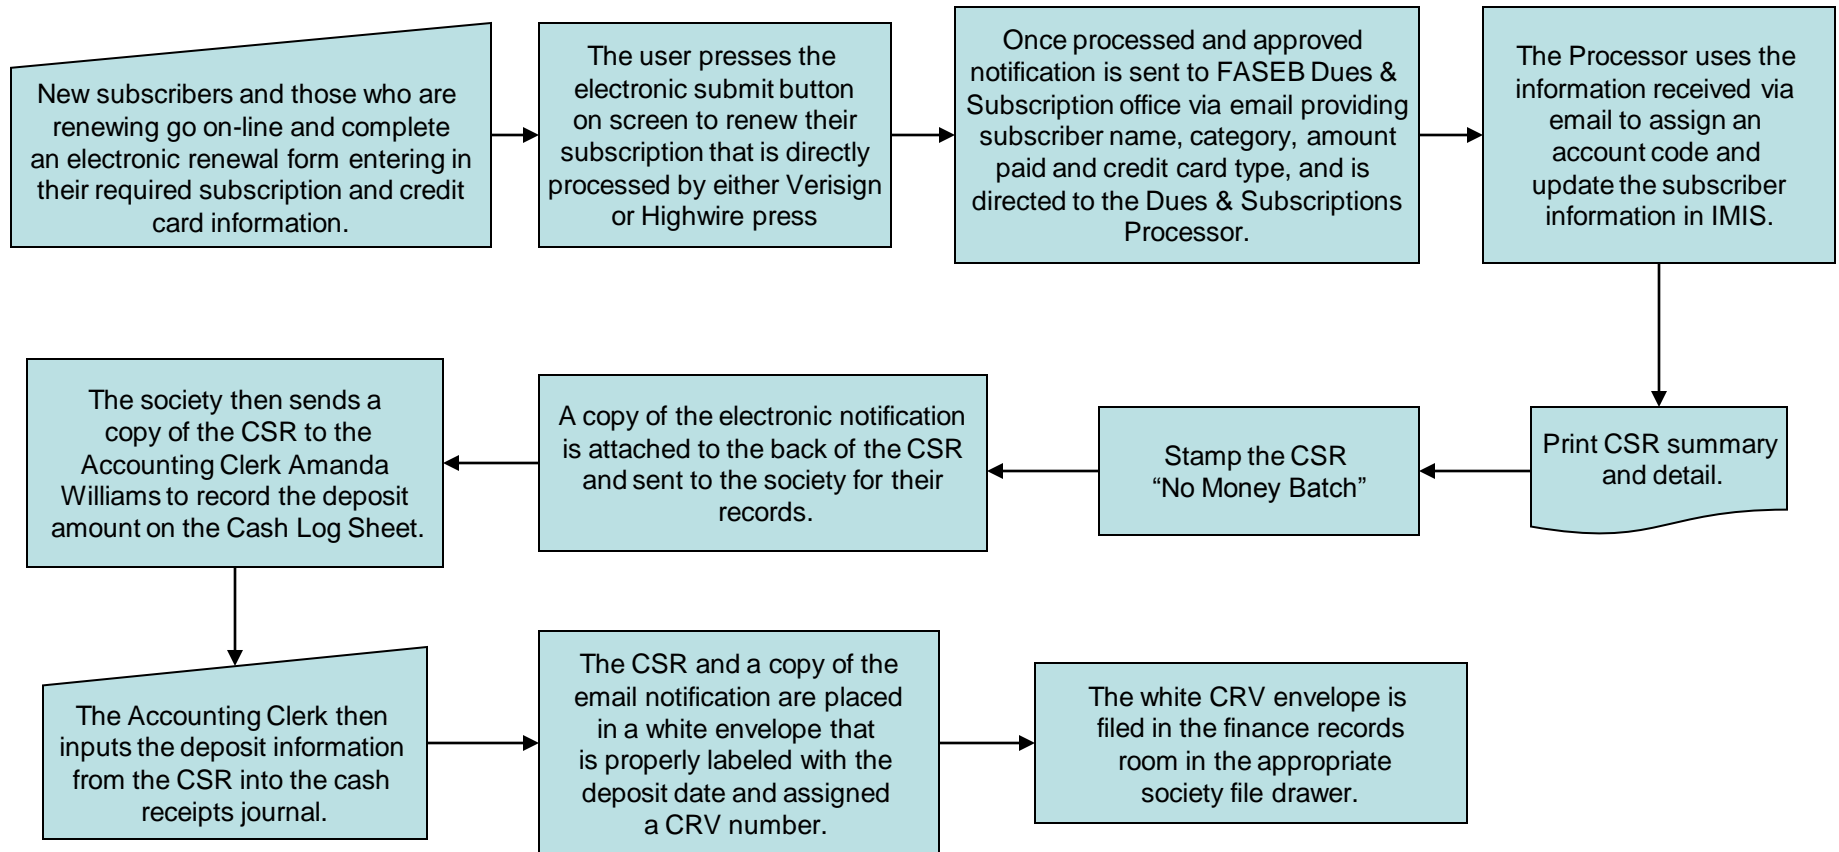 New subscribers and those who are
renewing go on-line and complete
an electronic renewal form entering in
their required subscription and credit
card information.
The user presses the
electronic submit button
on screen to renew their
subscription that is directly
processed by either Verisign
or Highwire press
Once processed and approved
notification is sent to FASEB Dues &
Subscription office via email providing
subscriber name, category, amount
paid and credit card type, and is
directed to the Dues & Subscriptions
Processor.
The Processor uses the
information received via
email to assign an
account code and
update the subscriber
information in IMIS.
Print CSR summary
and detail.
Stamp the CSR
“No Money Batch”
A copy of the electronic notification
is attached to the back of the CSR
and sent to the society for their
records.
The society then sends a
copy of the CSR to the
Accounting Clerk Amanda
Williams to record the deposit
amount on the Cash Log Sheet.
The Accounting Clerk then
inputs the deposit information
from the CSR into the cash
receipts journal.
The CSR and a copy of the
email notification are placed
in a white envelope that
is properly labeled with the
deposit date and assigned
a CRV number.
The white CRV envelope is
filed in the finance records
room in the appropriate
society file drawer.